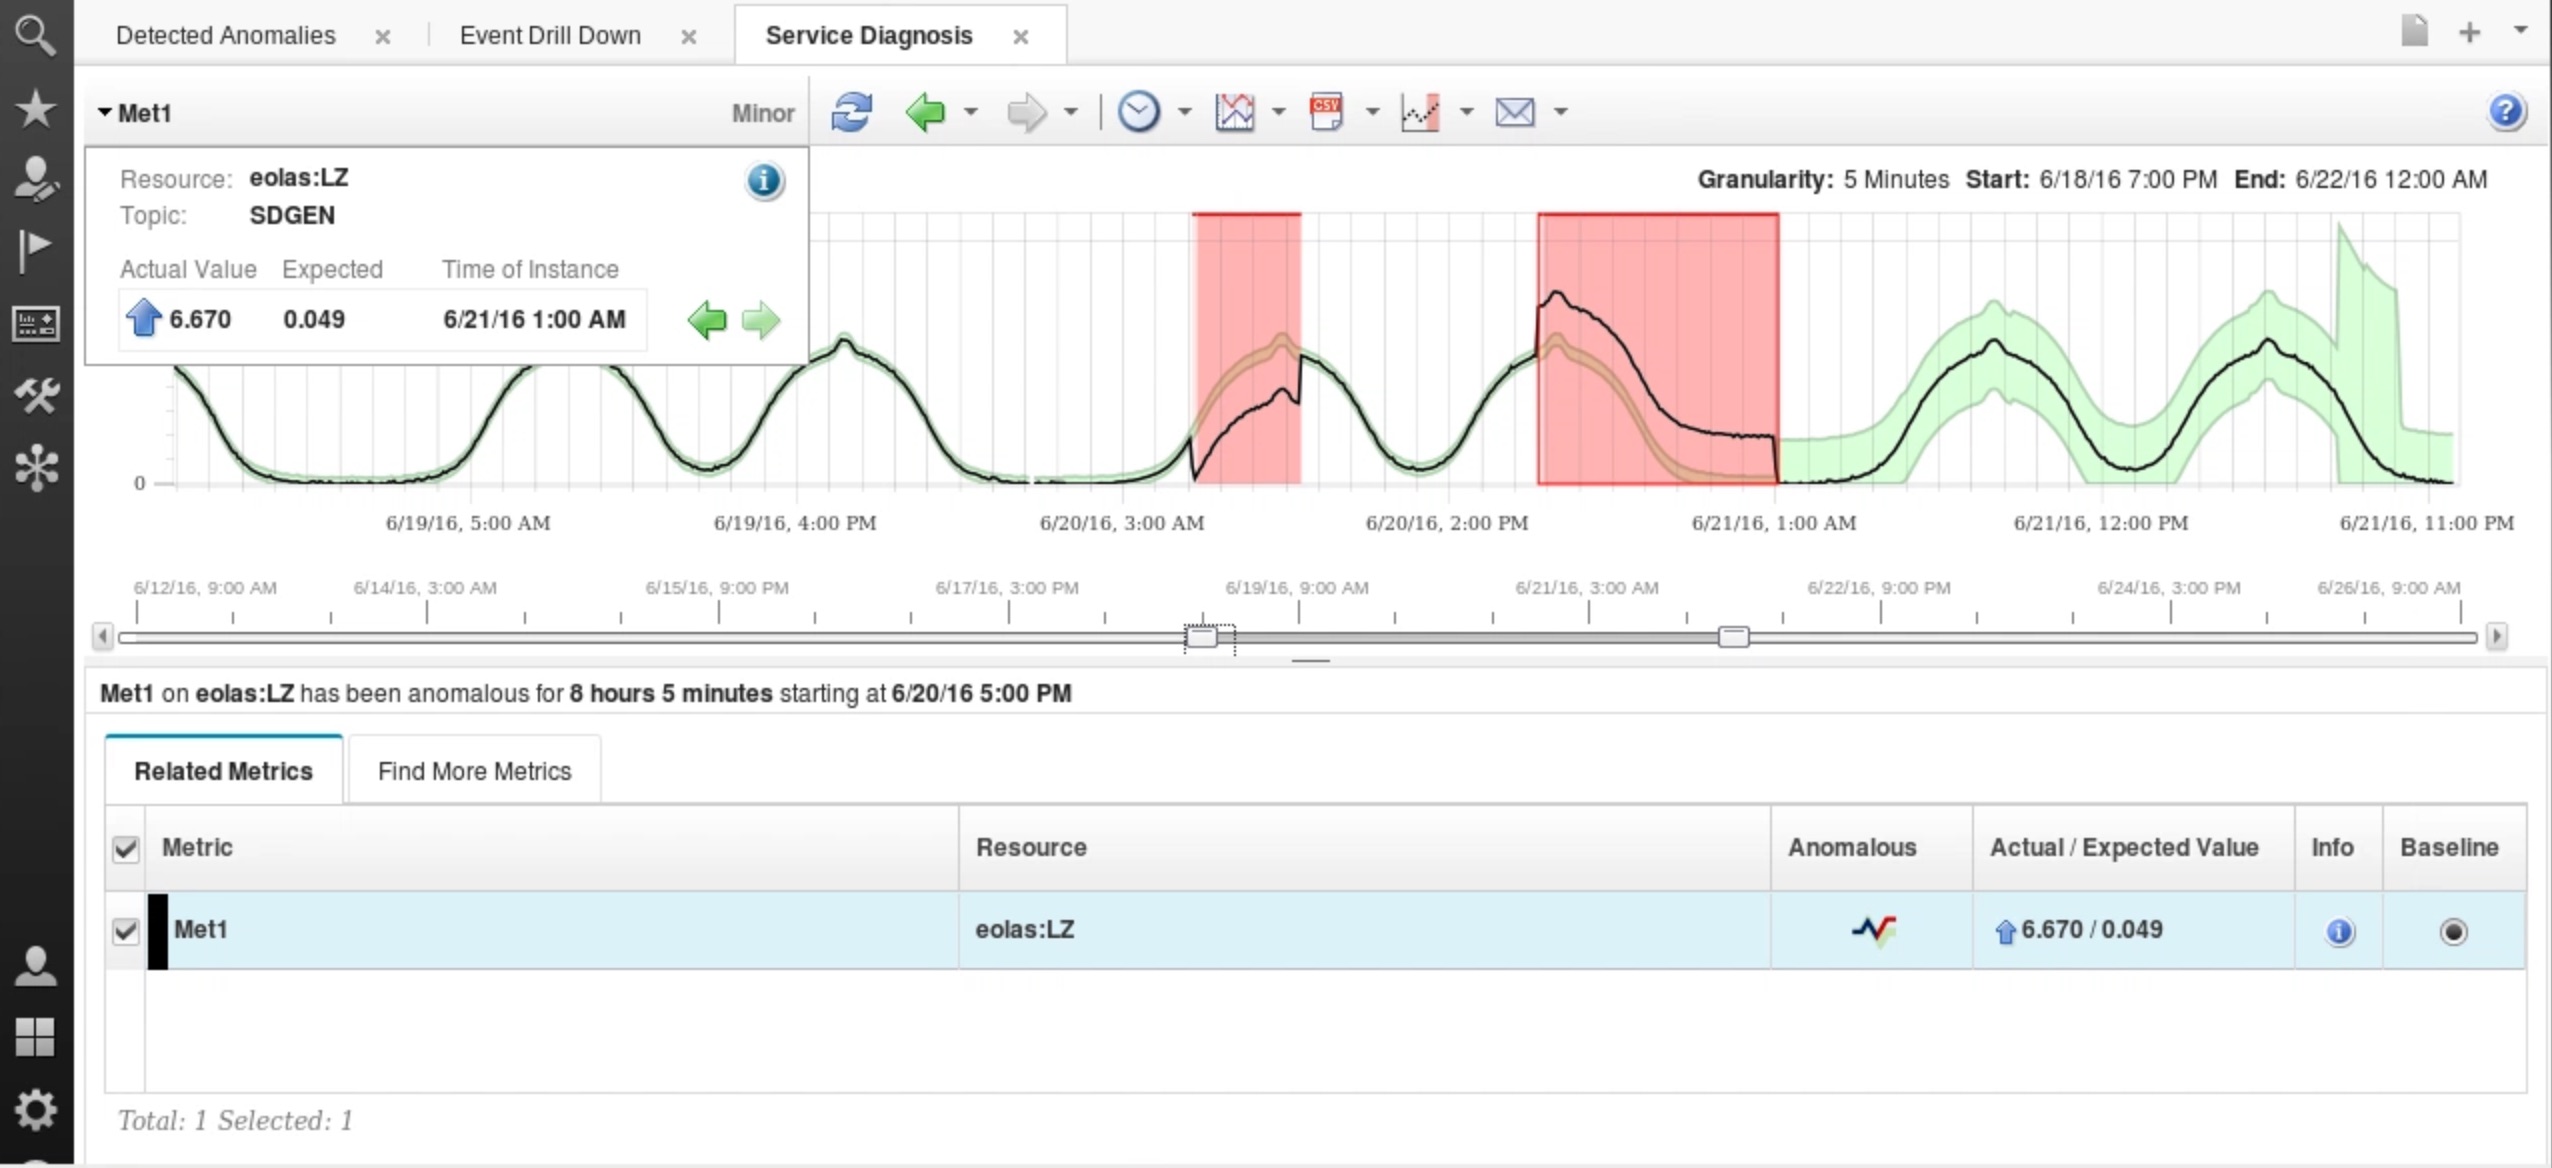 Detected Anomalies
Event Drill Down
Service Diagnosis
Met1 Minor
CSV
Resource: eolas:LZ
Topic: SDGEN
Actual Value Expected Time of Instance
6.670 0.049 6/21/16 1:00 AM
Granularity: 5 Minutes Start: 6/18/16 7:00 PM End: 6/22/16 12:00 AM
0
6/19/16, 5:00 AM 6/19/16, 4:00 PM 6/20/16, 3:00 AM 6/20/16, 2:00 PM 6/21/16, 1:00 AM 6/21/16, 12:00 PM 6/21/16, 11:00 PM
6/12/16, 9:00 AM 6/14/16, 3:00 AM 6/15/16, 9:00 PM 6/17/16, 3:00 PM 6/19/16, 9:00 AM 6/21/16, 3:00 AM 6/22/16, 9:00 PM 6/24/16, 3:00 PM 6/26/16, 9:00 AM
Met1 on eolas:LZ has been anomalous for 8 hours 5 minutes starting at 6/20/16 5:00 PM
Related Metrics Find More Metrics
Metric Resource Anomalous Actual / Expected Value Info Baseline
Met1 eolas:LZ 6.670 / 0.049
Total: 1 Selected: 1